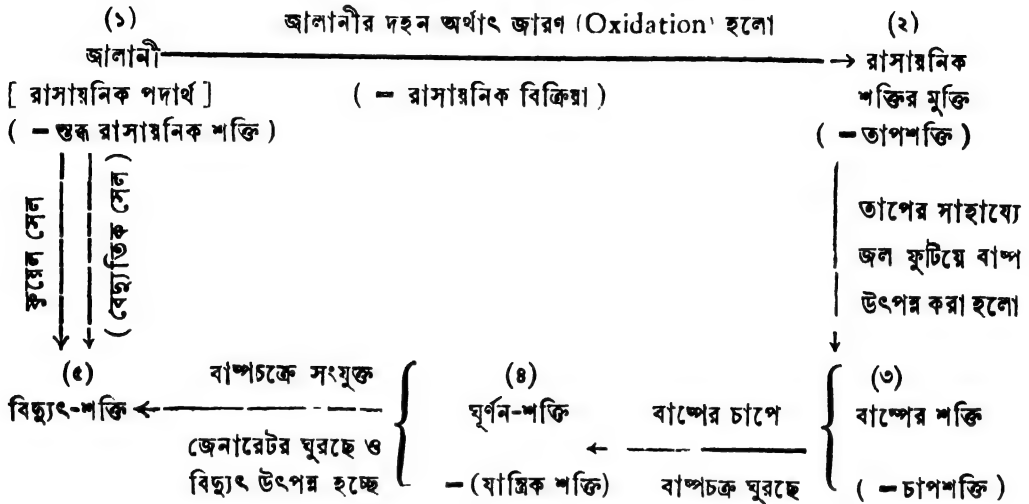 (১) জালানীর দহন অর্থাৎ জারণ (Oxidation) হলো (২)
জালানী → রাসায়নিক
[ রাসায়নিক পদার্থ ] ( — রাসায়নিক বিক্রিয়া ) শক্তির মুক্তি
( — শুদ্ধ রাসায়নিক শক্তি ) ( — তাপশক্তি )
ফুয়েল সেল
(বৈদ্যুতিক সেল)
তাপের সাহায্যে
জল ফুটিয়ে বাষ্প
উৎপন্ন করা হলো
(৫) বাষ্পচক্রে সংযুক্ত (৪) (৩)
বিদ্যুৎ-শক্তি ← ঘূর্ণন-শক্তি বাষ্পের চাপে বাষ্পের শক্তি
জেনারেটর ঘুরছে ও ←
বিদ্যুৎ উৎপন্ন হচ্ছে — (যান্ত্রিক শক্তি) বাষ্পচক্র ঘুরছে ( — চাপশক্তি )